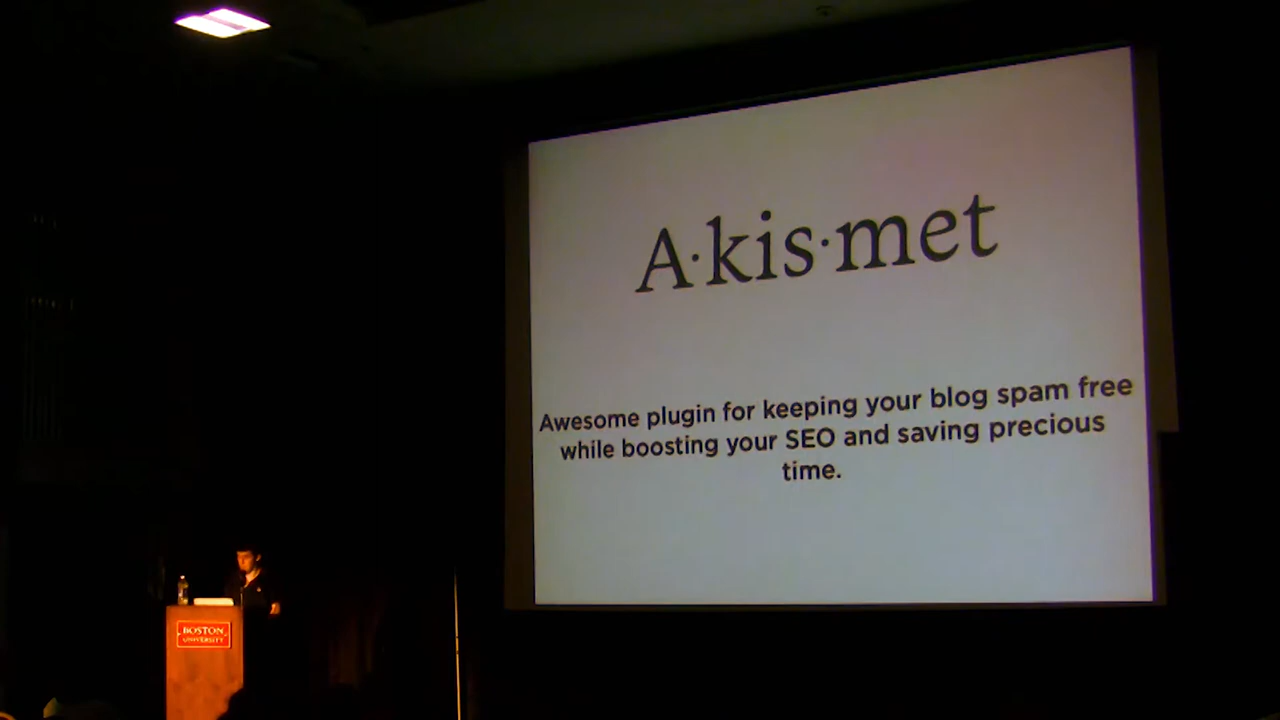 A·kis·met
Awesome plugin for keeping your blog spam free
while boosting your SEO and saving precious
time.
BOSTON
UNIVERSITY